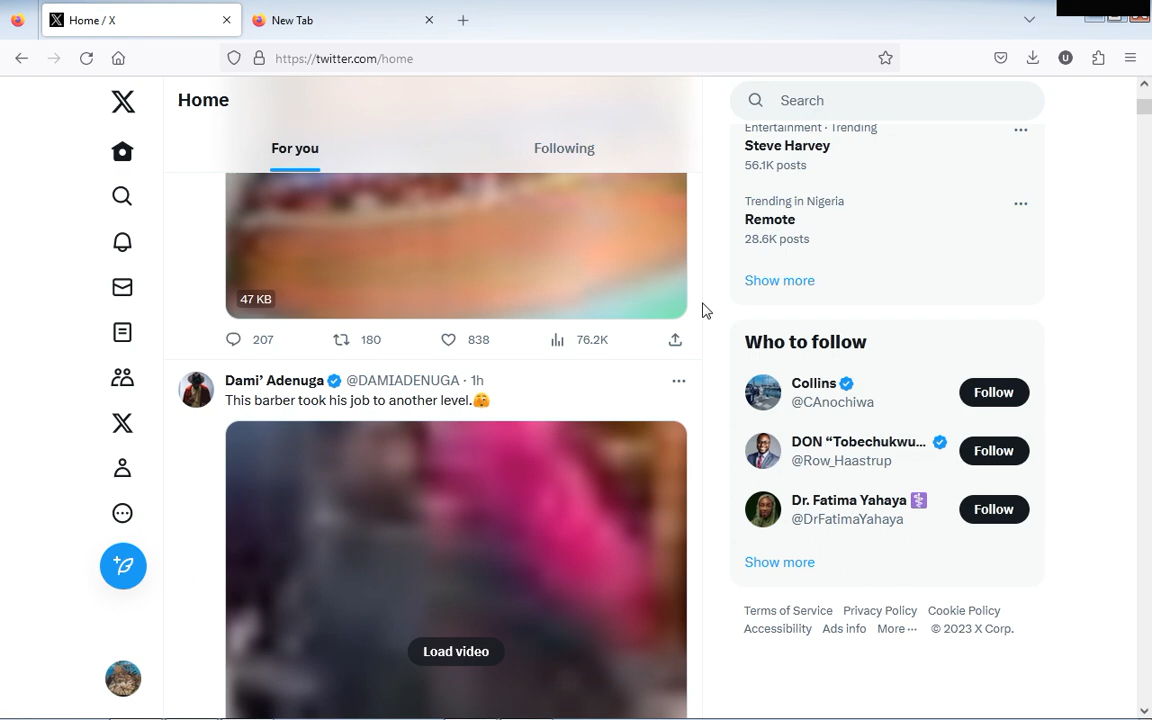 Home / X
New Tab
https://twitter.com/home
Home
For you
Following
47 KB
207
180
838
76.2K
Dami’ Adenuga @DAMIADENUGA · 1h
This barber took his job to another level.🫣
Load video
Search
Entertainment · Trending
Steve Harvey
56.1K posts
Trending in Nigeria
Remote
28.6K posts
Show more
Who to follow
Collins
@CAnochiwa
Follow
DON “Tobechukwu...
@Row_Haastrup
Follow
Dr. Fatima Yahaya ⚕️
@DrFatimaYahaya
Follow
Show more
Terms of Service Privacy Policy Cookie Policy
Accessibility Ads info More ··· © 2023 X Corp.